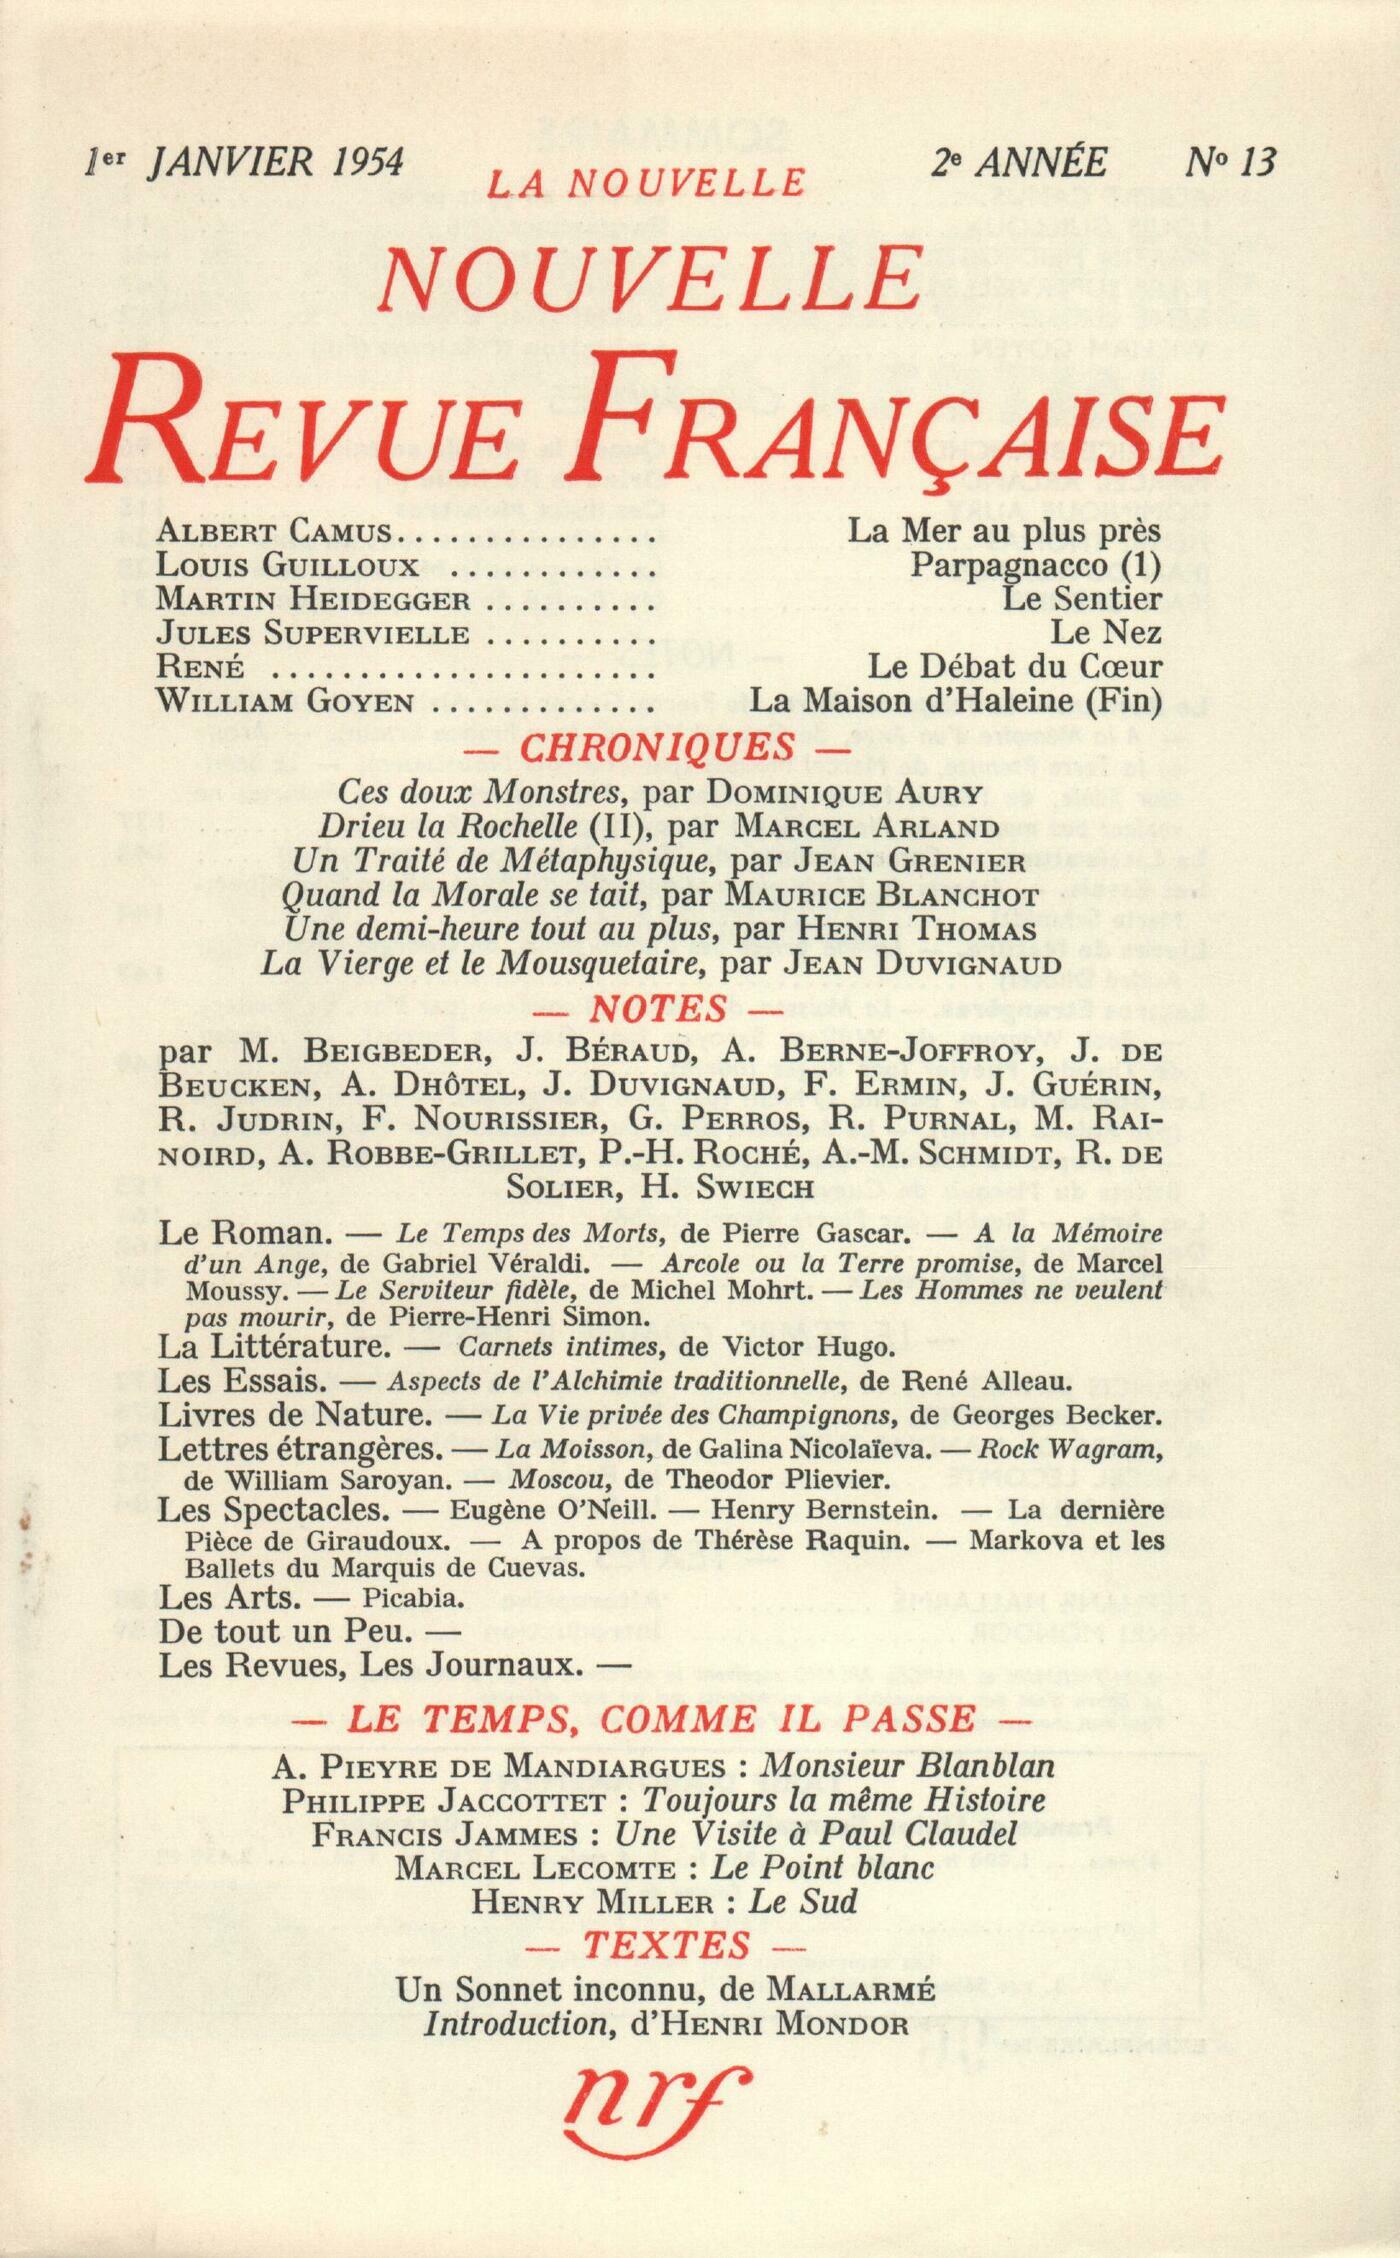 1er JANVIER 1954
2e ANNÉE No 13
LA NOUVELLE
NOUVELLE
REVUE FRANÇAISE
ALBERT CAMUS............... La Mer au plus près
LOUIS GUILLOUX ............ Parpagnacco (1)
MARTIN HEIDEGGER .......... Le Sentier
JULES SUPERVIELLE .......... Le Nez
RENÉ ...................... Le Débat du Cœur
WILLIAM GOYEN ............. La Maison d'Haleine (Fin)
— CHRONIQUES —
Ces doux Monstres, par DOMINIQUE AURY
Drieu la Rochelle (II), par MARCEL ARLAND
Un Traité de Métaphysique, par JEAN GRENIER
Quand la Morale se tait, par MAURICE BLANCHOT
Une demi-heure tout au plus, par HENRI THOMAS
La Vierge et le Mousquetaire, par JEAN DUVIGNAUD
— NOTES —
par M. BEIGBEDER, J. BÉRAUD, A. BERNE-JOFFROY, J. DE
BEUCKEN, A. DHÔTEL, J. DUVIGNAUD, F. ERMIN, J. GUÉRIN,
R. JUDRIN, F. NOURISSIER, G. PERROS, R. PURNAL, M. RAI-
NOIRD, A. ROBBE-GRILLET, P.-H. ROCHÉ, A.-M. SCHMIDT, R. DE
SOLIER, H. SWIECH
Le Roman. — Le Temps des Morts, de Pierre Gascar. — A la Mémoire
d'un Ange, de Gabriel Véraldi. — Arcole ou la Terre promise, de Marcel
Moussy. — Le Serviteur fidèle, de Michel Mohrt. — Les Hommes ne veulent
pas mourir, de Pierre-Henri Simon.
La Littérature. — Carnets intimes, de Victor Hugo.
Les Essais. — Aspects de l'Alchimie traditionnelle, de René Alleau.
Livres de Nature. — La Vie privée des Champignons, de Georges Becker.
Lettres étrangères. — La Moisson, de Galina Nicolaïeva. — Rock Wagram,
de William Saroyan. — Moscou, de Theodor Plievier.
Les Spectacles. — Eugène O'Neill. — Henry Bernstein. — La dernière
Pièce de Giraudoux. — A propos de Thérèse Raquin. — Markova et les
Ballets du Marquis de Cuevas.
Les Arts. — Picabia.
De tout un Peu. —
Les Revues, Les Journaux. —
— LE TEMPS, COMME IL PASSE —
A. PIEYRE DE MANDIARGUES : Monsieur Blanblan
PHILIPPE JACCOTTET : Toujours la même Histoire
FRANCIS JAMMES : Une Visite à Paul Claudel
MARCEL LECOMTE : Le Point blanc
HENRY MILLER : Le Sud
— TEXTES —
Un Sonnet inconnu, de MALLARMÉ
Introduction, d'HENRI MONDOR
nrf